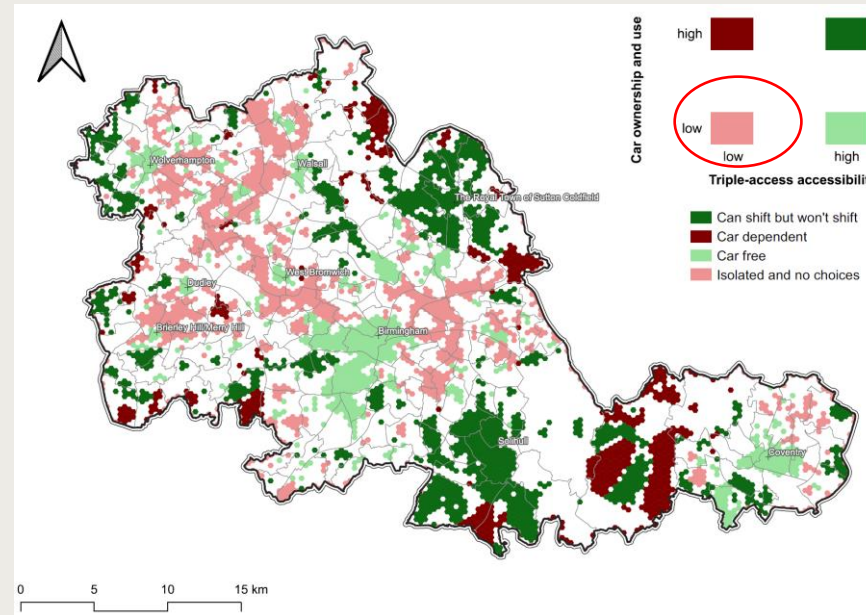 high
Car ownership and use
low
low
high
Triple-access accessibilit
Can shift but won't shift
Car dependent
Car free
Isolated and no choices
Wolverhampton
Walsall
The Royal Town of Sutton Coldfield
West Bromwich
Dudley
Brierley Hill/Merry Hill
Birmingham
Solihull
Coventry
0 5 10 15 km